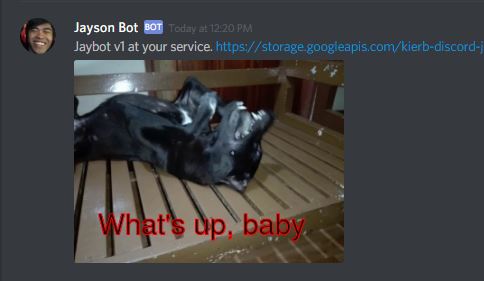 Jayson Bot BOT Today at 12:20 PM
Jaybot v1 at your service. https://storage.googleapis.com/kierb-discord-j
What's up, baby